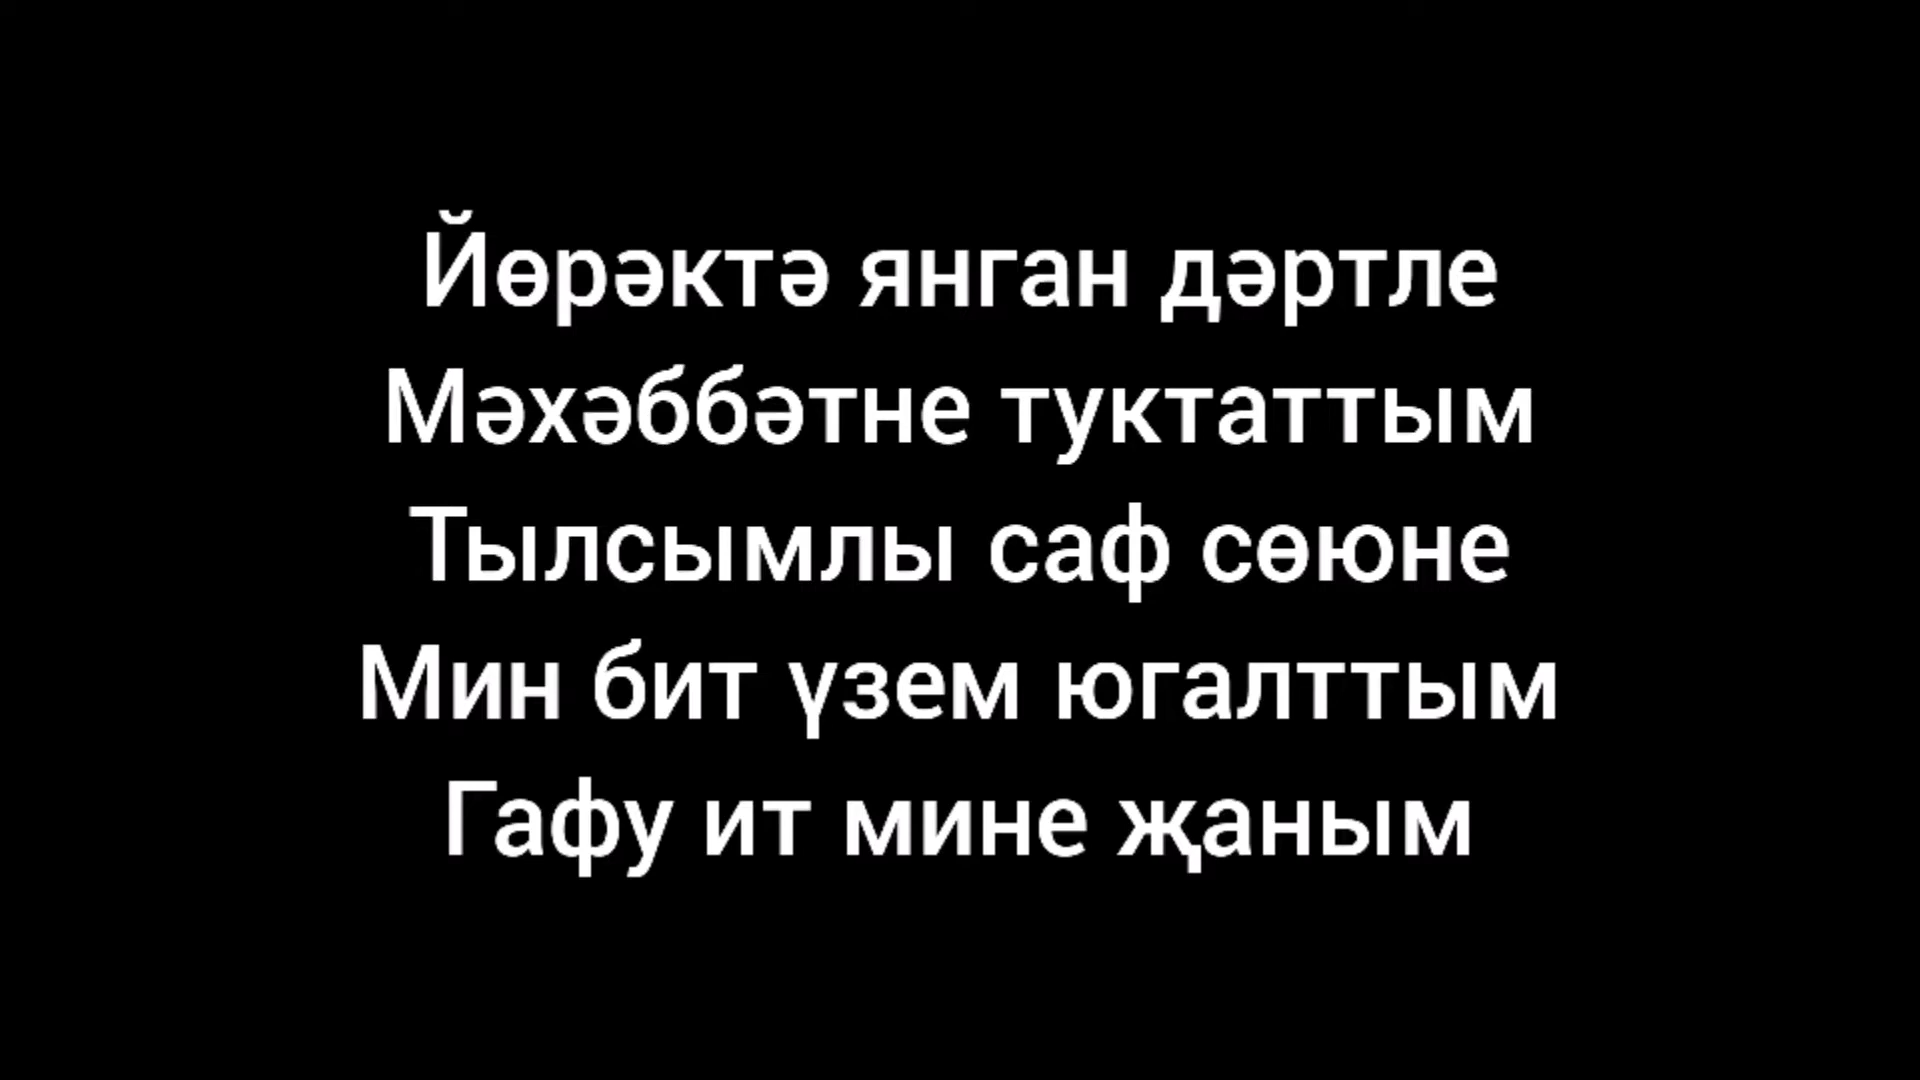 Йөрәктә янган дәртле
Мәхәббәтне туктаттым
Тылсымлы саф сөюне
Мин бит үзем югалттым
Гафу ит мине җаным